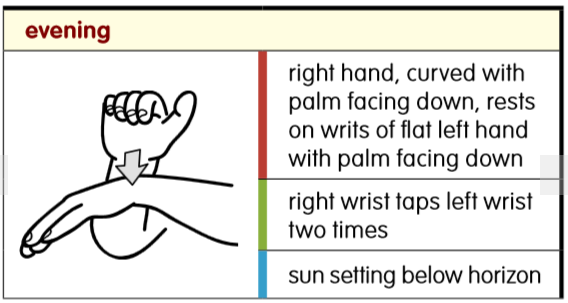 evening
right hand, curved with
palm facing down, rests
on writs of flat left hand
with palm facing down
right wrist taps left wrist
two times
sun setting below horizon